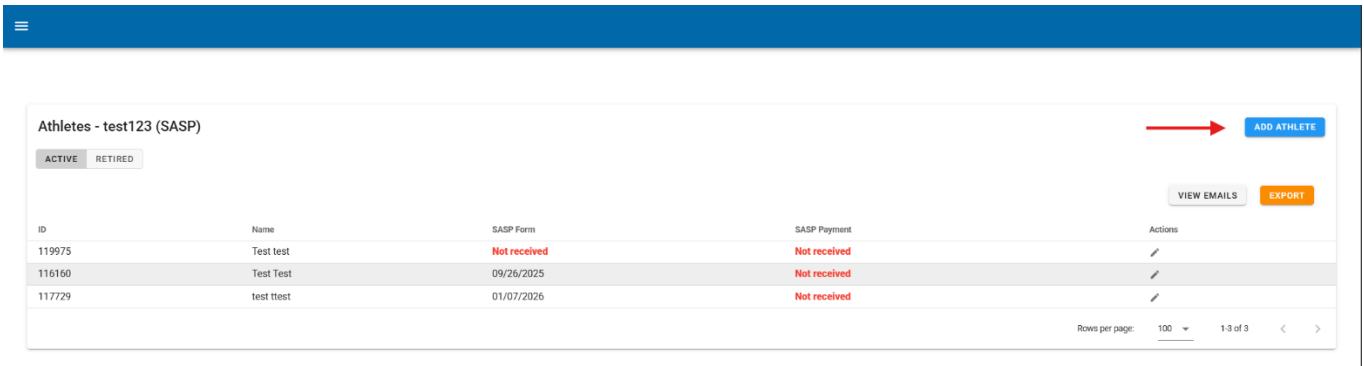 Athletes - test123 (SASP)
ADD ATHLETE
ACTIVE RETIRED
VIEW EMAILS EXPORT
ID Name SASP Form SASP Payment Actions
119975 Test test Not received Not received
116160 Test Test 09/26/2025 Not received
117729 test ttest 01/07/2026 Not received
Rows per page: 100 1-3 of 3